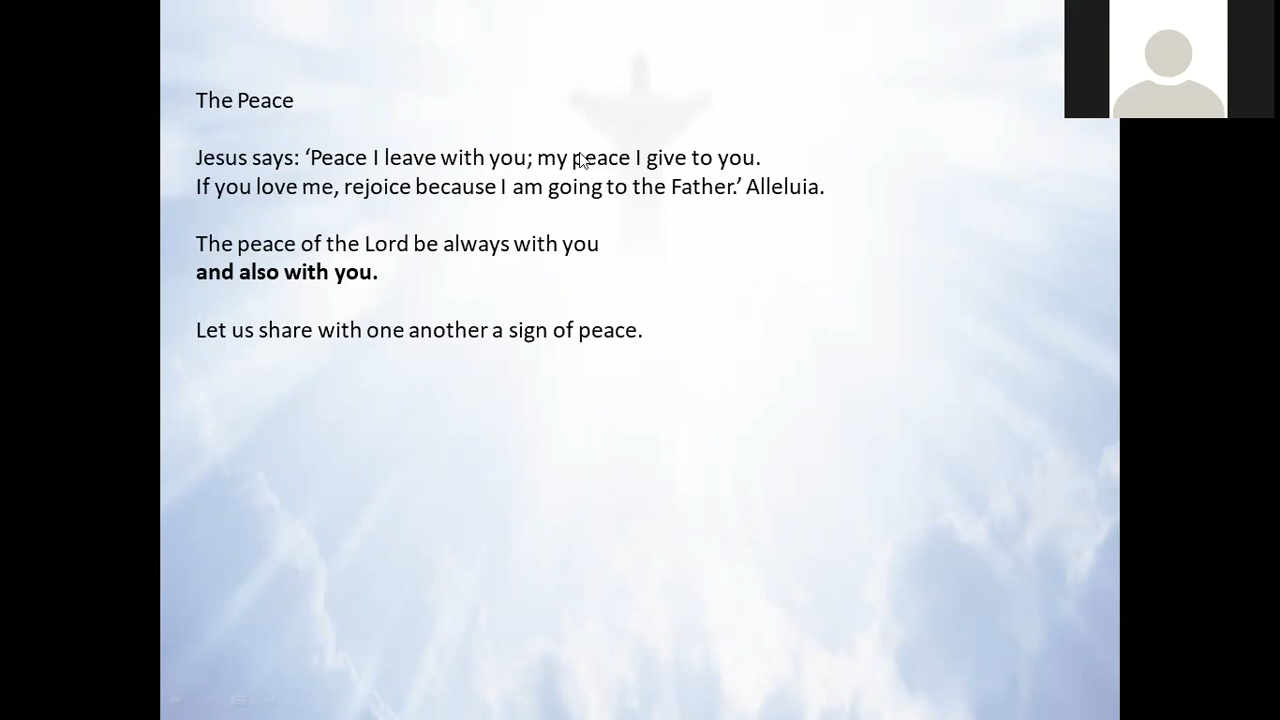 The Peace
Jesus says: ‘Peace I leave with you; my peace I give to you.
If you love me, rejoice because I am going to the Father.’ Alleluia.
The peace of the Lord be always with you
and also with you.
Let us share with one another a sign of peace.